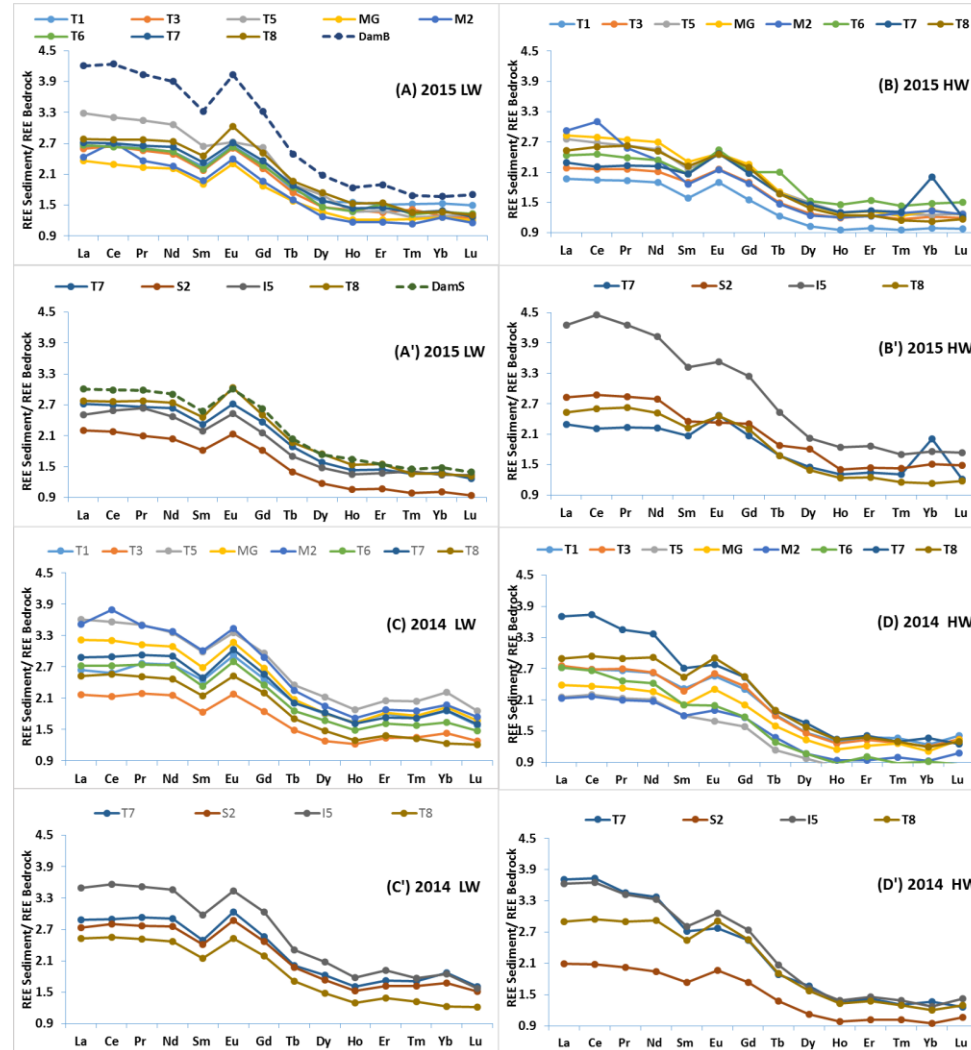 T1 T3 T5 MG M2
T6 T7 T8 DamB
REE Sediment/ REE Bedrock
4.5
3.9
3.3
2.7
2.1
1.5
0.9
(A) 2015 LW
La Ce Pr Nd Sm Eu Gd Tb Dy Ho Er Tm Yb Lu
T1 T3 T5 MG M2 T6 T7 T8
REE Sediment/ REE Bedrock
4.5
3.9
3.3
2.7
2.1
1.5
0.9
(B) 2015 HW
La Ce Pr Nd Sm Eu Gd Tb Dy Ho Er Tm Yb Lu
T7 S2 I5 T8 DamS
REE Sediment/ REE Bedrock
4.5
3.9
3.3
2.7
2.1
1.5
0.9
(A') 2015 LW
La Ce Pr Nd Sm Eu Gd Tb Dy Ho Er Tm Yb Lu
T7 S2 I5 T8
REE Sediment/ REE Bedrock
4.5
3.9
3.3
2.7
2.1
1.5
0.9
(B') 2015 HW
La Ce Pr Nd Sm Eu Gd Tb Dy Ho Er Tm Yb Lu
T1 T3 T5 MG M2 T6 T7 T8
REE Sediment/ REE Bedrock
4.5
3.9
3.3
2.7
2.1
1.5
0.9
(C) 2014 LW
La Ce Pr Nd Sm Eu Gd Tb Dy Ho Er Tm Yb Lu
T1 T3 T5 MG M2 T6 T7 T8
REE Sediment/ REE Bedrock
4.5
3.9
3.3
2.7
2.1
1.5
0.9
(D) 2014 HW
La Ce Pr Nd Sm Eu Gd Tb Dy Ho Er Tm Yb Lu
T7 S2 I5 T8
REE Sediment/ REE Bedrock
4.5
3.9
3.3
2.7
2.1
1.5
0.9
(C') 2014 LW
La Ce Pr Nd Sm Eu Gd Tb Dy Ho Er Tm Yb Lu
T7 S2 I5 T8
REE Sediment/ REE Bedrock
4.5
3.9
3.3
2.7
2.1
1.5
0.9
(D') 2014 HW
La Ce Pr Nd Sm Eu Gd Tb Dy Ho Er Tm Yb Lu